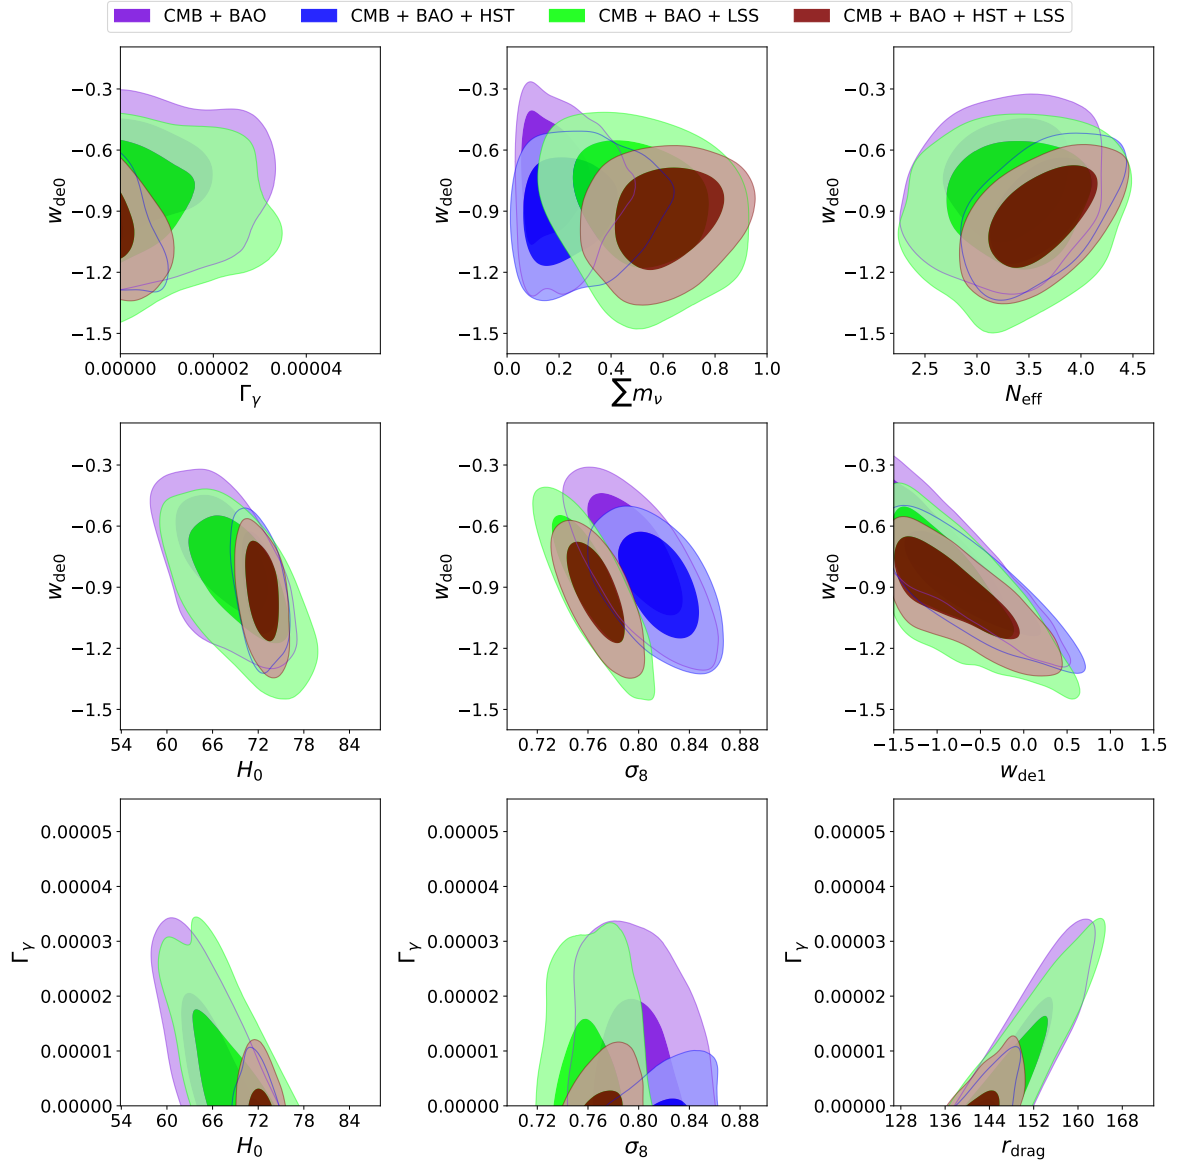 CMB + BAO CMB + BAO + HST CMB + BAO + LSS CMB + BAO + HST + LSS
−0.3 −0.3 −0.3
−0.6 −0.6 −0.6
w_de0 w_de0 w_de0
−0.9 −0.9 −0.9
−1.2 −1.2 −1.2
−1.5 −1.5 −1.5
0.00000 0.00002 0.00004 0.0 0.2 0.4 0.6 0.8 1.0 2.5 3.0 3.5 4.0 4.5
Γ_γ ∑m_ν N_eff
−0.3 −0.3 −0.3
−0.6 −0.6 −0.6
w_de0 w_de0 w_de0
−0.9 −0.9 −0.9
−1.2 −1.2 −1.2
−1.5 −1.5 −1.5
54 60 66 72 78 84 0.72 0.76 0.80 0.84 0.88 −1.5 −1.0 −0.5 0.0 0.5 1.0 1.5
H_0 σ_8 w_de1
0.00005 0.00005 0.00005
0.00004 0.00004 0.00004
0.00003 0.00003 0.00003
Γ_γ Γ_γ Γ_γ
0.00002 0.00002 0.00002
0.00001 0.00001 0.00001
0.00000 0.00000 0.00000
54 60 66 72 78 84 0.72 0.76 0.80 0.84 0.88 128 136 144 152 160 168
H_0 σ_8 r_drag